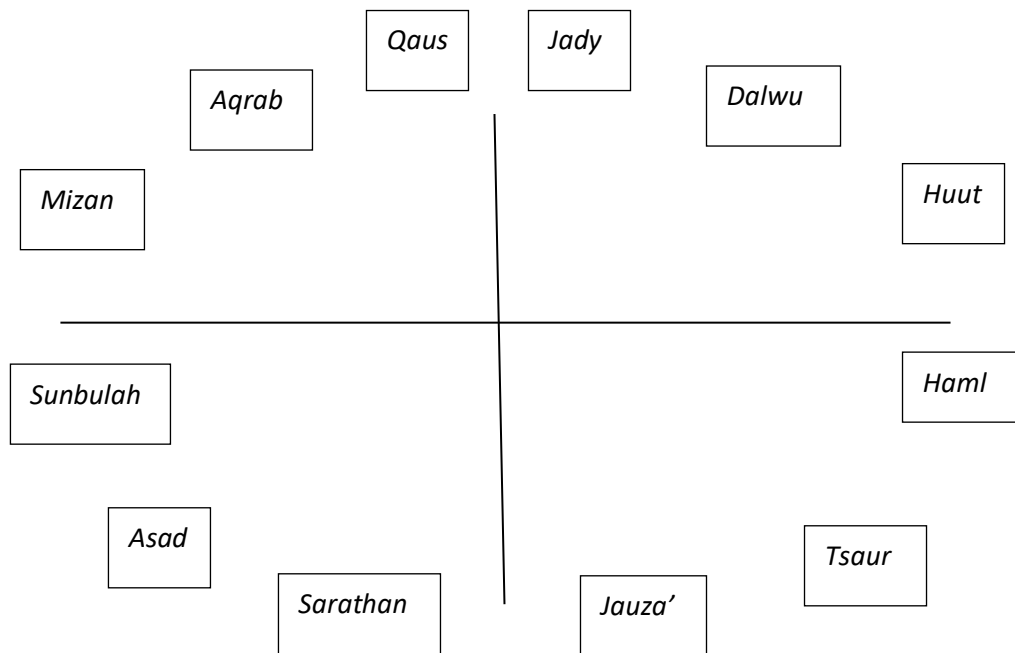 Qaus
Jady
Aqrab
Dalwu
Mizan
Huut
Sunbulah
Haml
Asad
Tsaur
Sarathan
Jauza’